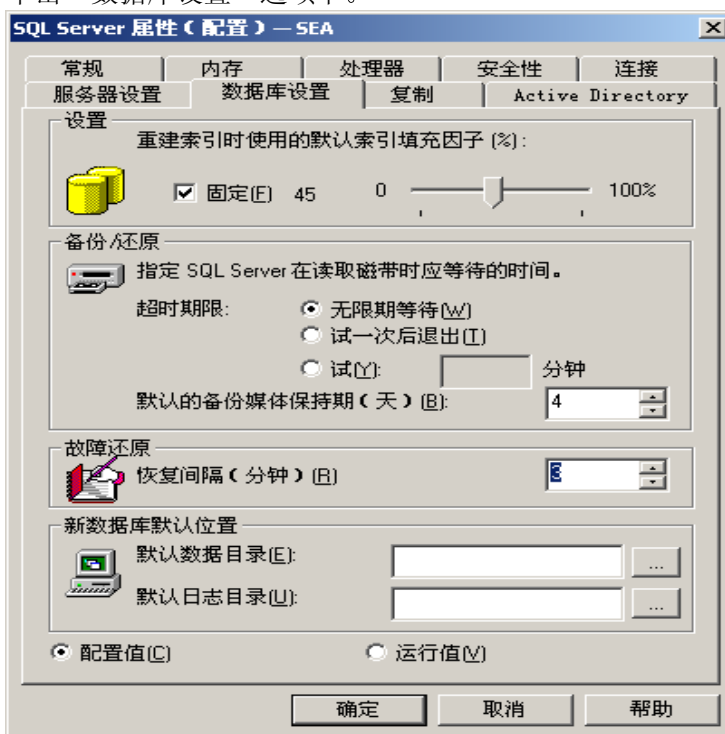 SQL Server 属性(配置) — SEA
常规 内存 处理器 安全性 连接
服务器设置 数据库设置 复制 Active Directory
设置
重建索引时使用的默认索引填充因子 (%):
固定(F) 45 0 100%
备份/还原
指定 SQL Server 在读取磁带时应等待的时间。
超时期限: 无限期等待(W)
试一次后退出(T)
试(Y): 分钟
默认的备份媒体保持期(天)(B): 4
故障还原
恢复间隔(分钟)(R) 3
新数据库默认位置
默认数据目录(E): ...
默认日志目录(U): ...
配置值(C) 运行值(V)
确定 取消 帮助